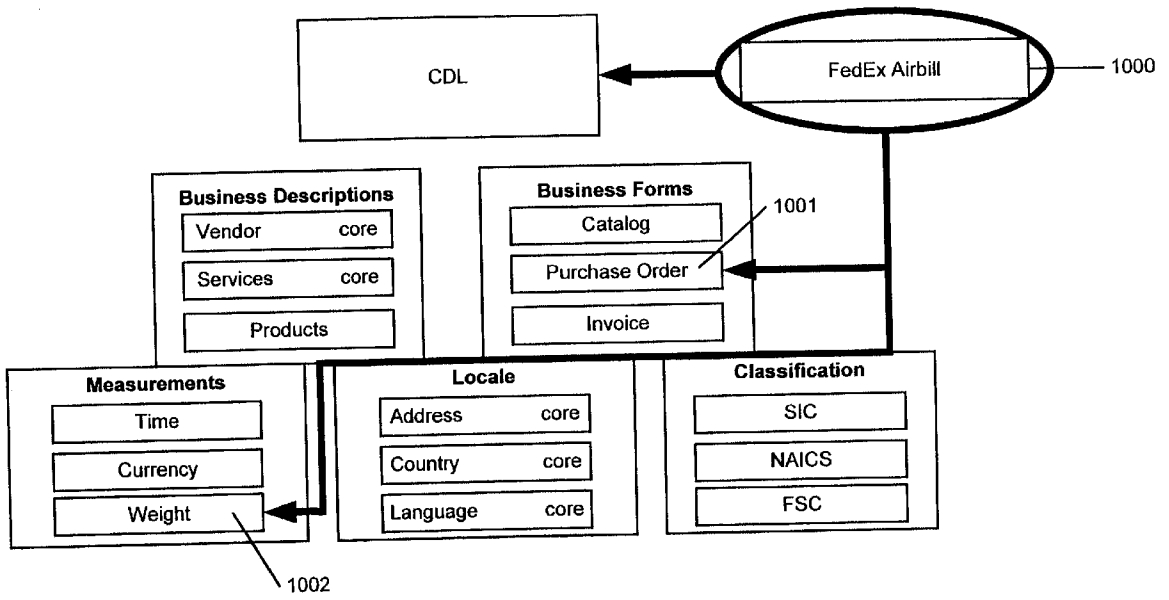 CDL
FedEx Airbill
1000
Business Descriptions
Vendor core
Services core
Products
Business Forms
Catalog
Purchase Order
Invoice
1001
Measurements
Time
Currency
Weight
1002
Locale
Address core
Country core
Language core
Classification
SIC
NAICS
FSC